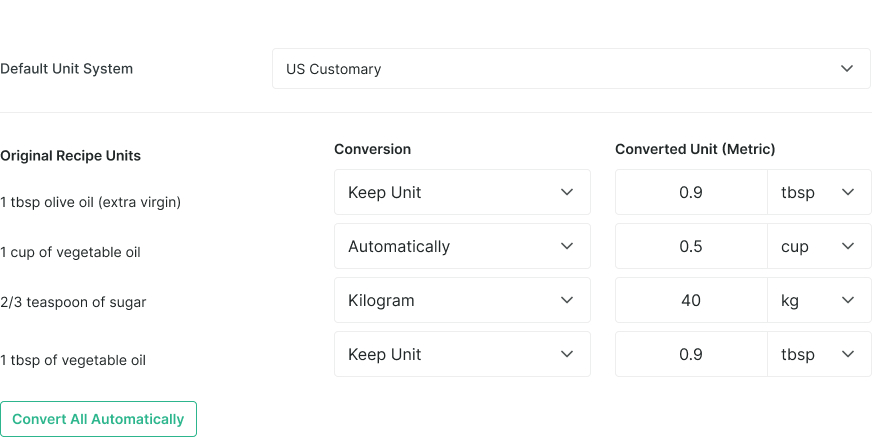 Default Unit System
US Customary
Original Recipe Units
Conversion
Converted Unit (Metric)
1 tbsp olive oil (extra virgin)
Keep Unit
0.9
tbsp
1 cup of vegetable oil
Automatically
0.5
cup
2/3 teaspoon of sugar
Kilogram
40
kg
1 tbsp of vegetable oil
Keep Unit
0.9
tbsp
Convert All Automatically